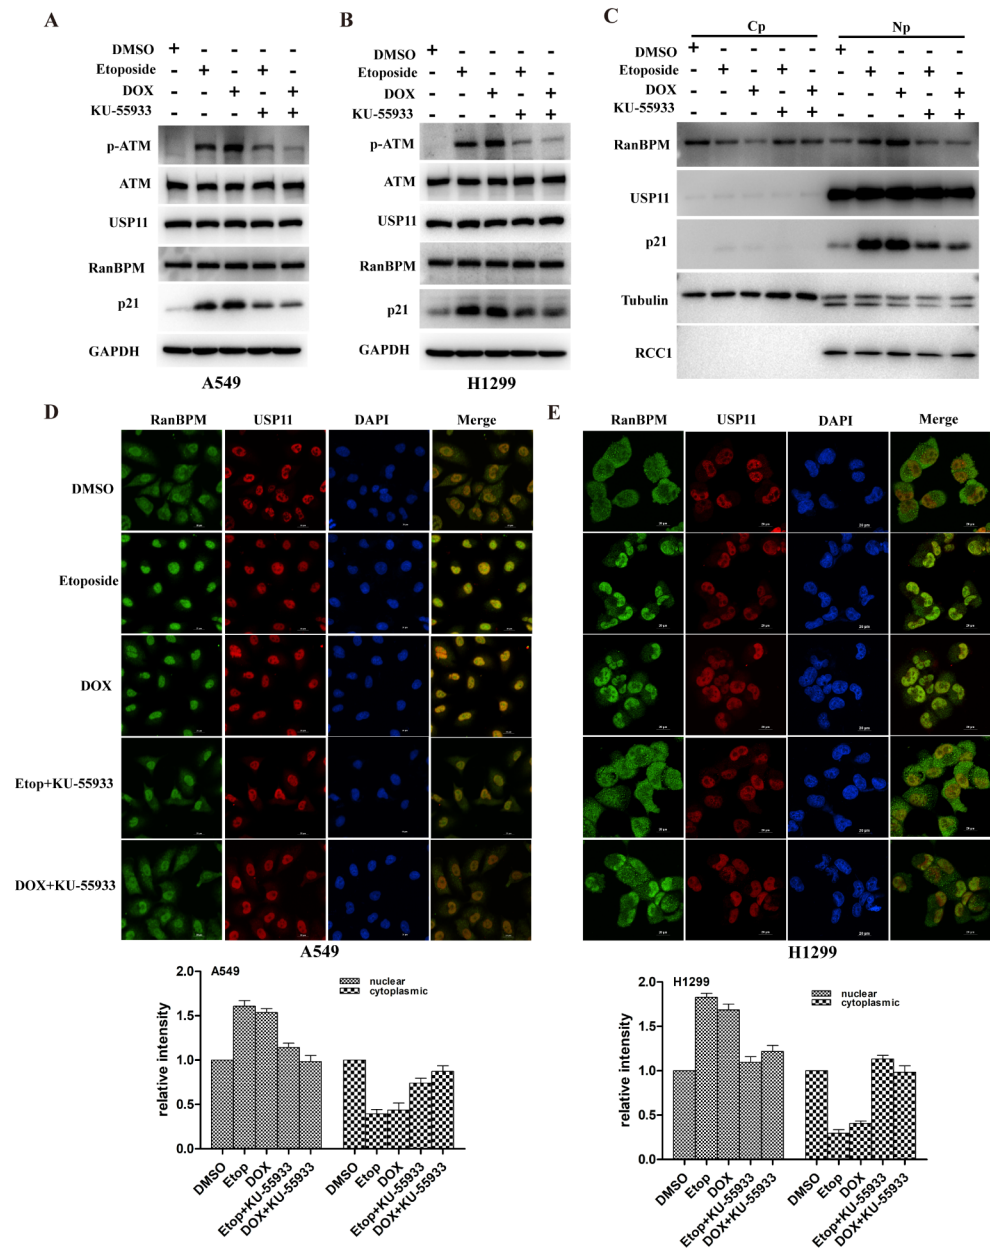 A
DMSO + - - - -
Etoposide - + - + -
DOX - - + - +
KU-55933 - - - + +
p-ATM
ATM
USP11
RanBPM
p21
GAPDH
A549
B
DMSO + - - - -
Etoposide - + - + -
DOX - - + - +
KU-55933 - - - + +
p-ATM
ATM
USP11
RanBPM
p21
GAPDH
H1299
C
Cp Np
DMSO + - - - - + - - - -
Etoposide - + - + - - + - + -
DOX - - + - + - - + - +
KU-55933 - - - + + - - - + +
RanBPM
USP11
p21
Tubulin
RCC1
D
RanBPM USP11 DAPI Merge
DMSO
Etoposide
DOX
Etop+KU-55933
DOX+KU-55933
A549
E
RanBPM USP11 DAPI Merge
H1299
A549
nuclear
cytoplasmic
relative intensity
2.0
1.5
1.0
0.5
0.0
DMSO Etop DOX Etop+KU-55933 DOX+KU-55933 DMSO Etop DOX Etop+KU-55933 DOX+KU-55933
H1299
nuclear
cytoplasmic
relative intensity
2.0
1.5
1.0
0.5
0.0
DMSO Etop DOX Etop+KU-55933 DOX+KU-55933 DMSO Etop DOX Etop+KU-55933 DOX+KU-55933